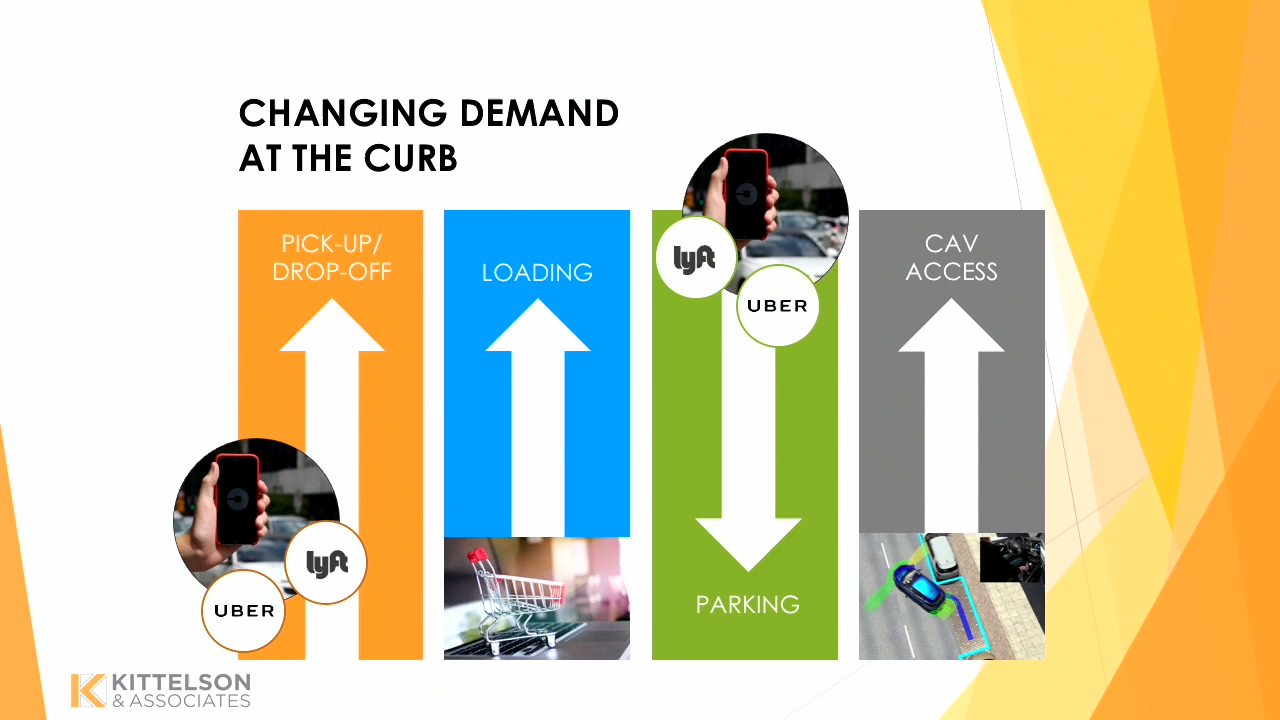 CHANGING DEMAND
AT THE CURB
PICK-UP/
DROP-OFF
LOADING
CAV
ACCESS
lyft
UBER
lyft
UBER
PARKING
KITTELSON
& ASSOCIATES